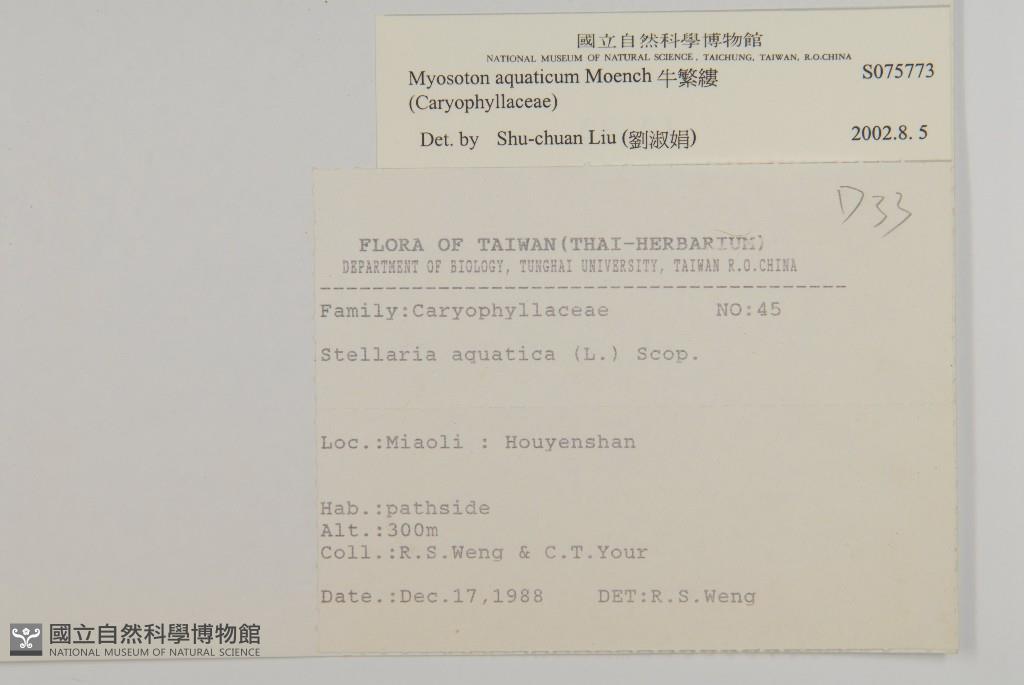 國立自然科學博物館
NATIONAL MUSEUM OF NATURAL SCIENCE, TAICHUNG, TAIWAN, R.O.CHINA
Myosoton aquaticum Moench 牛繁縷 S075773
(Caryophyllaceae)
Det. by Shu-chuan Liu (劉淑娟) 2002.8. 5
D33
FLORA OF TAIWAN(THAI-HERBARIUM)
DEPARTMENT OF BIOLOGY, TUNGHAI UNIVERSITY, TAIWAN R.O.CHINA
Family:Caryophyllaceae NO:45
Stellaria aquatica (L.) Scop.
Loc.:Miaoli : Houyenshan
Hab.:pathside
Alt.:300m
Coll.:R.S.Weng & C.T.Your
Date.:Dec.17,1988 DET:R.S.Weng
國立自然科學博物館
NATIONAL MUSEUM OF NATURAL SCIENCE